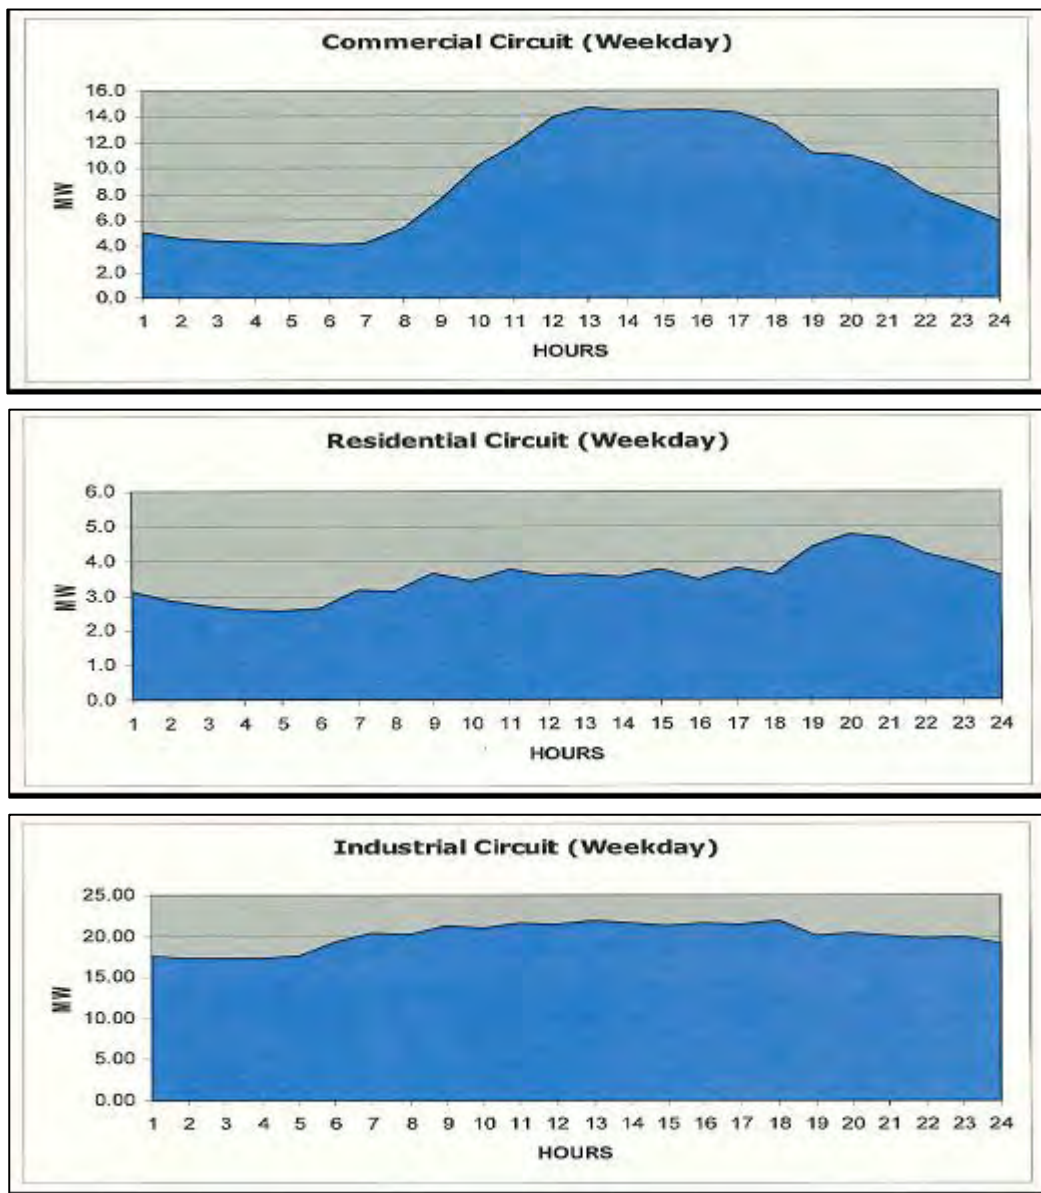 Commercial Circuit (Weekday)
16.0
14.0
12.0
10.0
8.0
6.0
4.0
2.0
0.0
MW
1 2 3 4 5 6 7 8 9 10 11 12 13 14 15 16 17 18 19 20 21 22 23 24
HOURS
Residential Circuit (Weekday)
6.0
5.0
4.0
3.0
2.0
1.0
0.0
MW
1 2 3 4 5 6 7 8 9 10 11 12 13 14 15 16 17 18 19 20 21 22 23 24
HOURS
Industrial Circuit (Weekday)
25.00
20.00
15.00
10.00
5.00
0.00
MW
1 2 3 4 5 6 7 8 9 10 11 12 13 14 15 16 17 18 19 20 21 22 23 24
HOURS